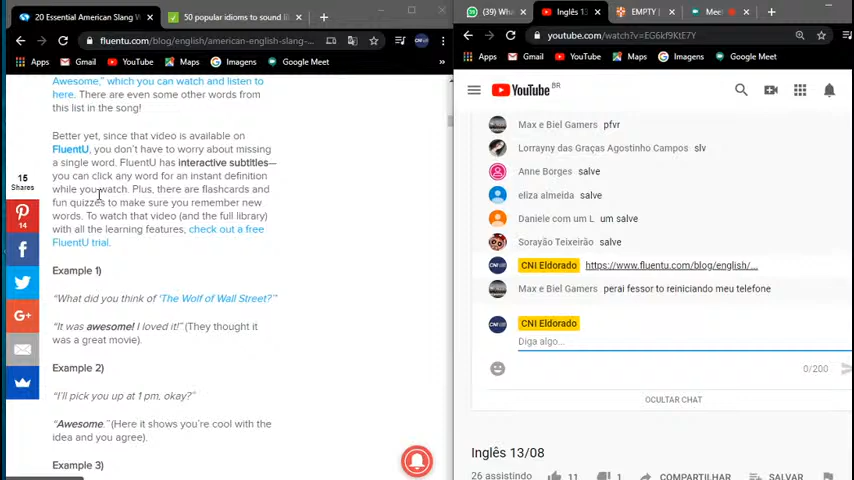 20 Essential American Slang W
50 popular idioms to sound li
fluentu.com/blog/english/american-english-slang-...
Apps
Gmail
YouTube
Maps
Imagens
Google Meet
Awesome," which you can watch and listen to
here. There are even some other words from
this list in the song!
Better yet, since that video is available on
FluentU, you don't have to worry about missing
a single word. FluentU has interactive subtitles—
you can click any word for an instant definition
while you watch. Plus, there are flashcards and
fun quizzes to make sure you remember new
words. To watch that video (and the full library)
with all the learning features, check out a free
FluentU trial.
15
Shares
14
G+
Example 1)
"What did you think of 'The Wolf of Wall Street?'"
"It was awesome! I loved it!" (They thought it
was a great movie).
Example 2)
"I'll pick you up at 1 pm, okay?"
"Awesome." (Here it shows you're cool with the
idea and you agree).
Example 3)
(39) Wha
Inglês 13
EMPTY |
Mee
youtube.com/watch?v=EG6kf9KtE7Y
Apps
Gmail
YouTube
Maps
Imagens
Google Meet
YouTube BR
Max e Biel Gamers pfvr
Lorrayny das Graças Agostinho Campos slv
Anne Borges salve
eliza almeida salve
Daniele com um L um salve
Sorayão Teixeirão salve
CNI Eldorado https://www.fluentu.com/blog/english/...
Max e Biel Gamers perai fessor to reiniciando meu telefone
CNI Eldorado
Diga algo...
0/200
OCULTAR CHAT
Inglês 13/08
26 assistindo
11
1
COMPARTILHAR
SALVAR